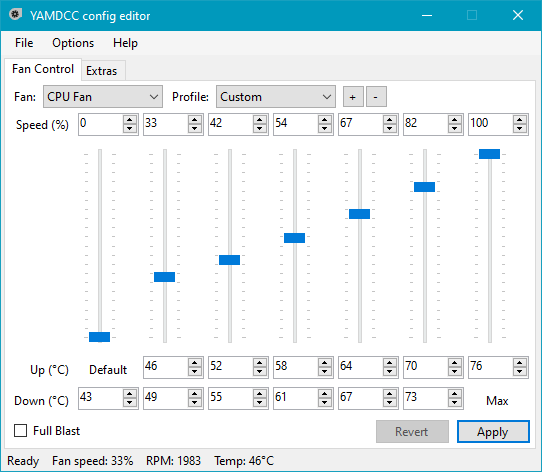 YAMDCC config editor
File Options Help
Fan Control Extras
Fan: CPU Fan Profile: Custom + -
Speed (%) 0 33 42 54 67 82 100
Up (°C) Default 46 52 58 64 70 76
Down (°C) 43 49 55 61 67 73 Max
Full Blast Revert Apply
Ready Fan speed: 33% RPM: 1983 Temp: 46°C